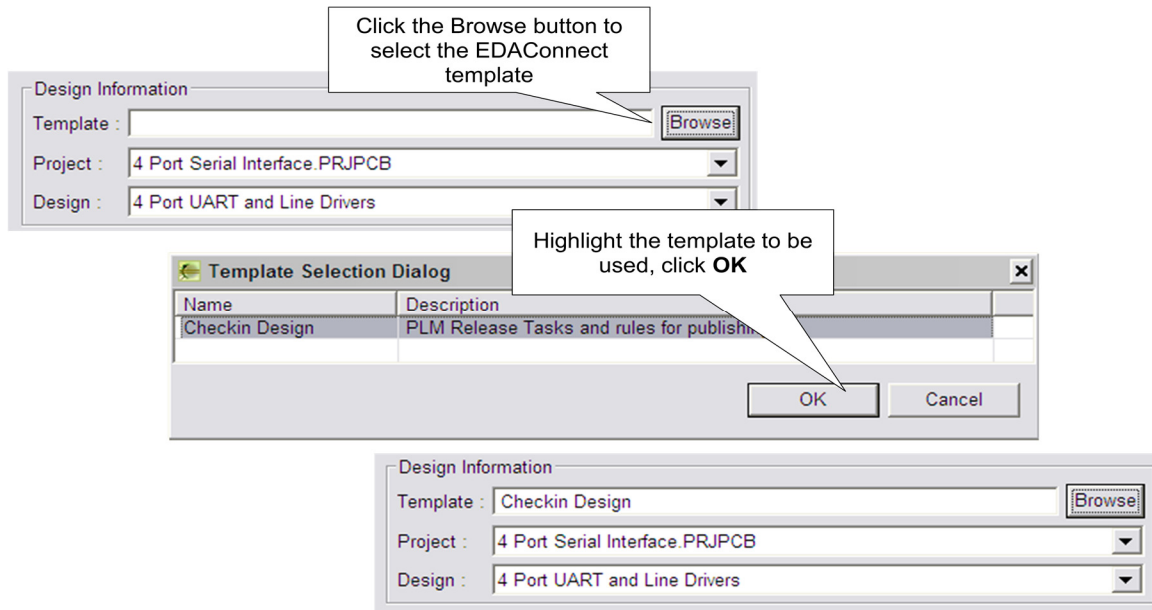 Click the Browse button to
select the EDAConnect
template
Design Information
Template :
Browse
Project : 4 Port Serial Interface.PRJPCB
Design : 4 Port UART and Line Drivers
Highlight the template to be
used, click OK
Template Selection Dialog
Name Description
Checkin Design PLM Release Tasks and rules for
OK Cancel
Design Information
Template : Checkin Design Browse
Project : 4 Port Serial Interface.PRJPCB
Design : 4 Port UART and Line Drivers